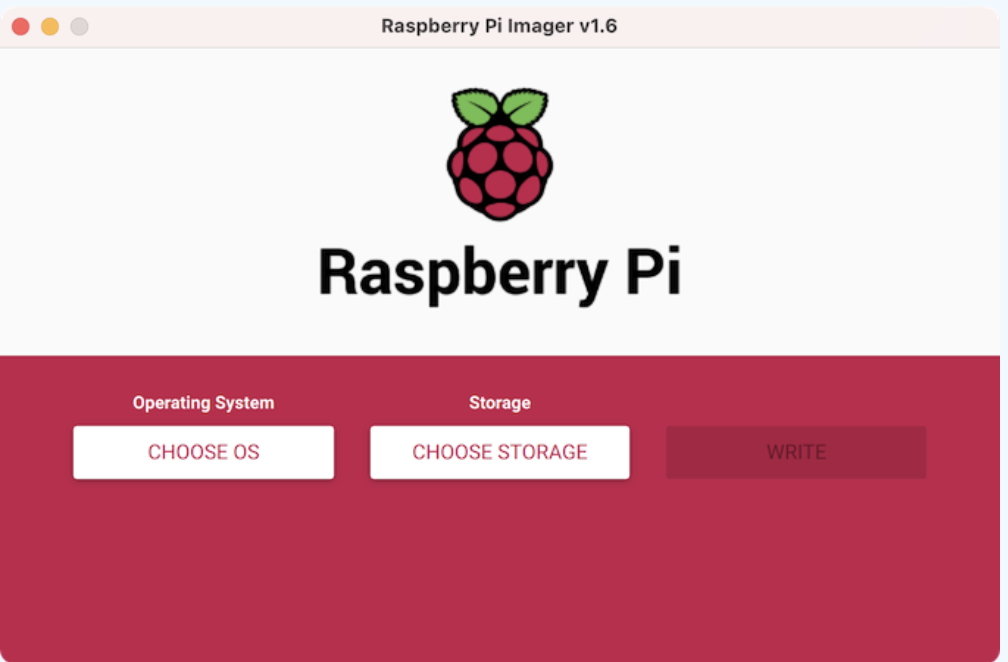 Raspberry Pi Imager v1.6
Raspberry Pi
Operating System
Storage
CHOOSE OS
CHOOSE STORAGE
WRITE